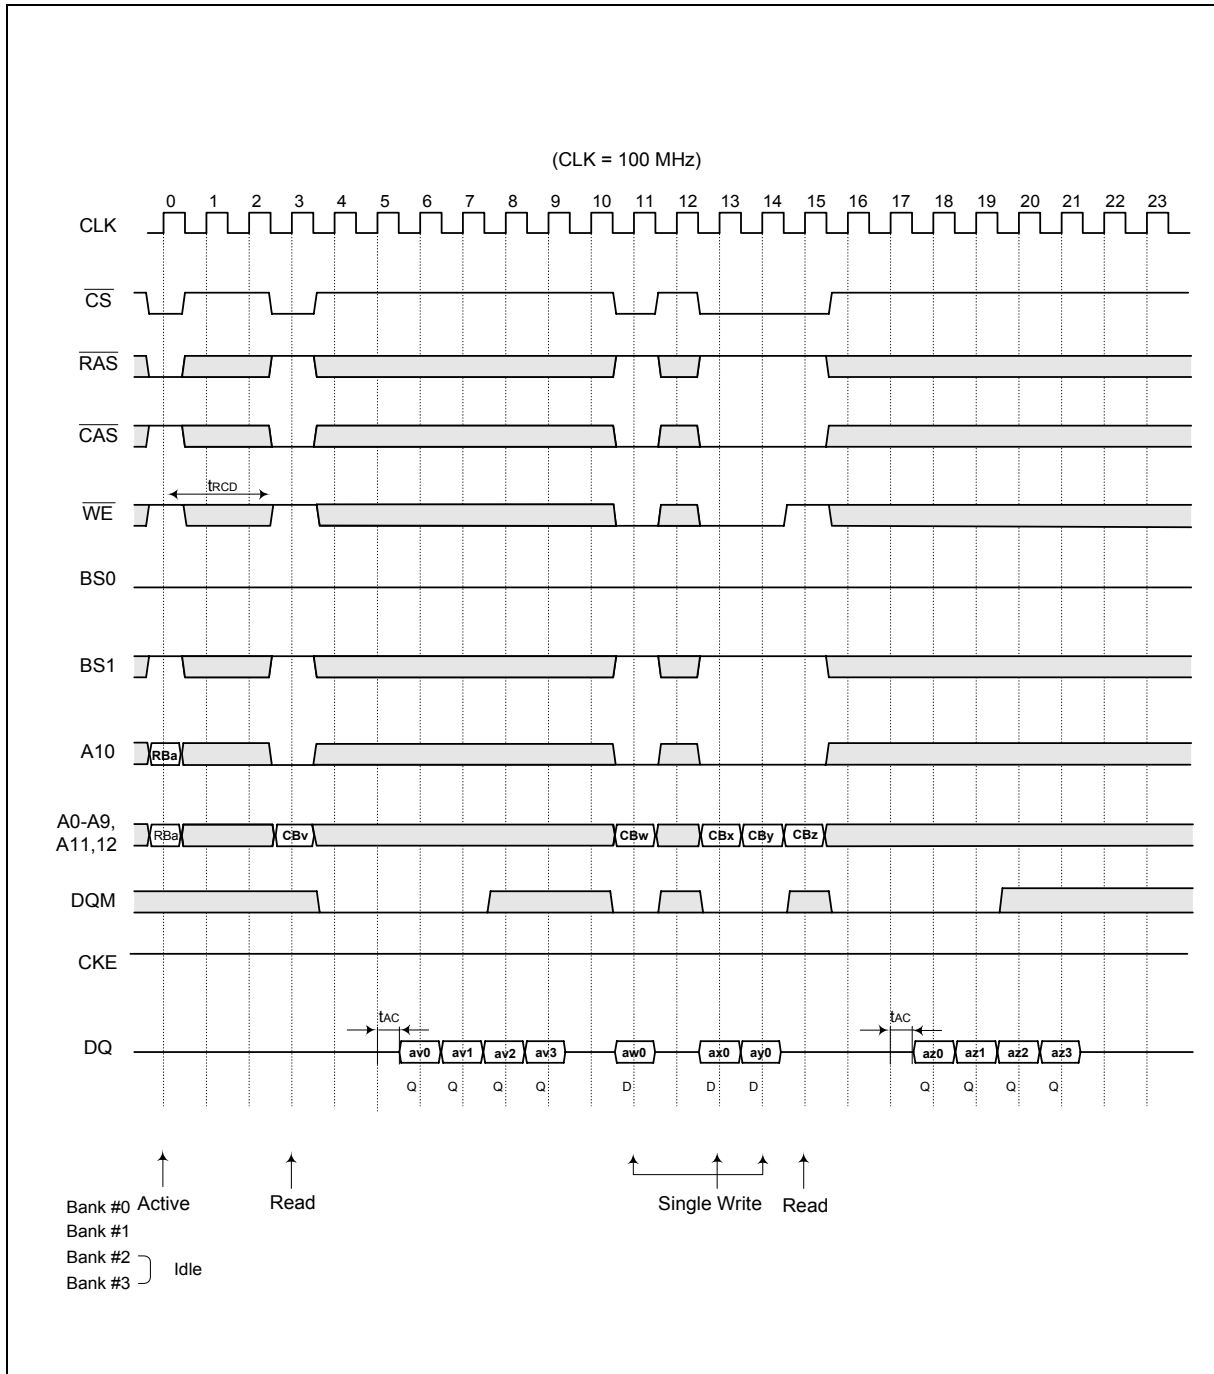 (CLK = 100 MHz)
0 1 2 3 4 5 6 7 8 9 10 11 12 13 14 15 16 17 18 19 20 21 22 23
CLK
CS
RAS
CAS
tRCD
WE
BS0
BS1
A10 RBa
A0-A9,
A11,12
RBa CBv CBw CBx CBy CBz
DQM
CKE
tAC tAC
DQ av0 av1 av2 av3 aw0 ax0 ay0 az0 az1 az2 az3
Q Q Q Q D D D Q Q Q Q
Bank #0 Active Read Single Write Read
Bank #1
Bank #2
Idle
Bank #3